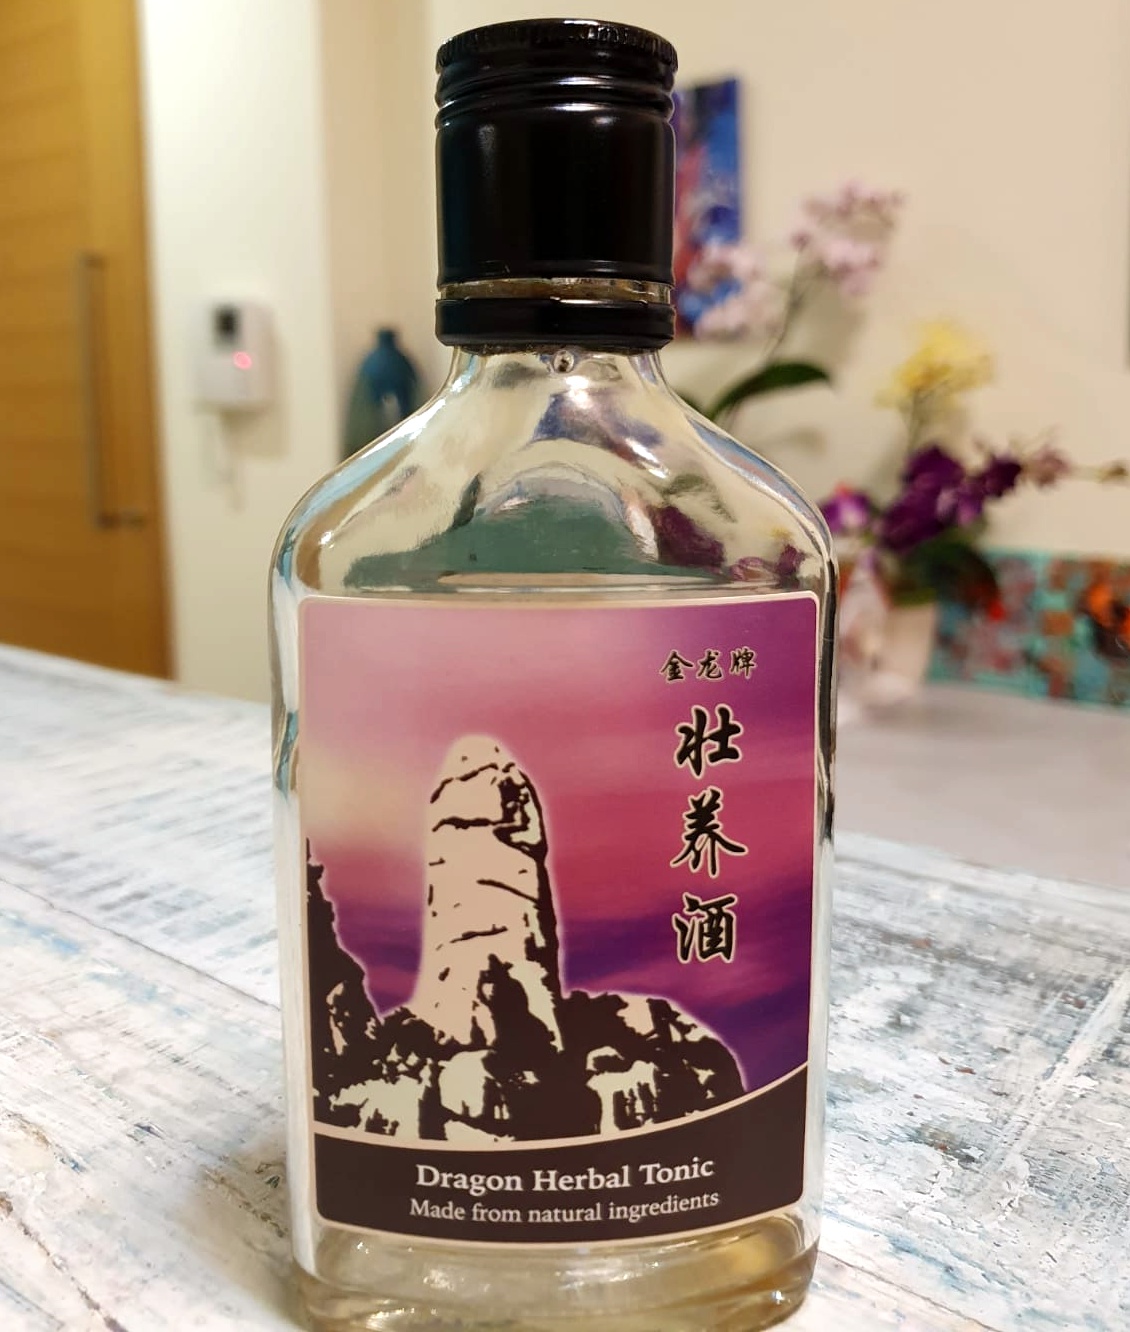 金龙牌
壮养酒
Dragon Herbal Tonic
Made from natural ingredients